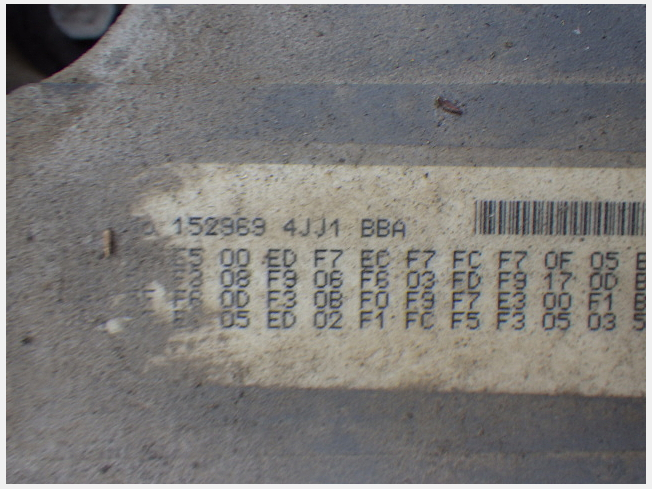 152969 4JJ1 BBA
00 ED F7 EC F7 FC F7 0F 05
08 F9 06 F6 03 FD F9 17 0D
0D F3 0B F0 F9 F7 E3 00 F1
05 ED 02 F1 FC F5 F3 05 03